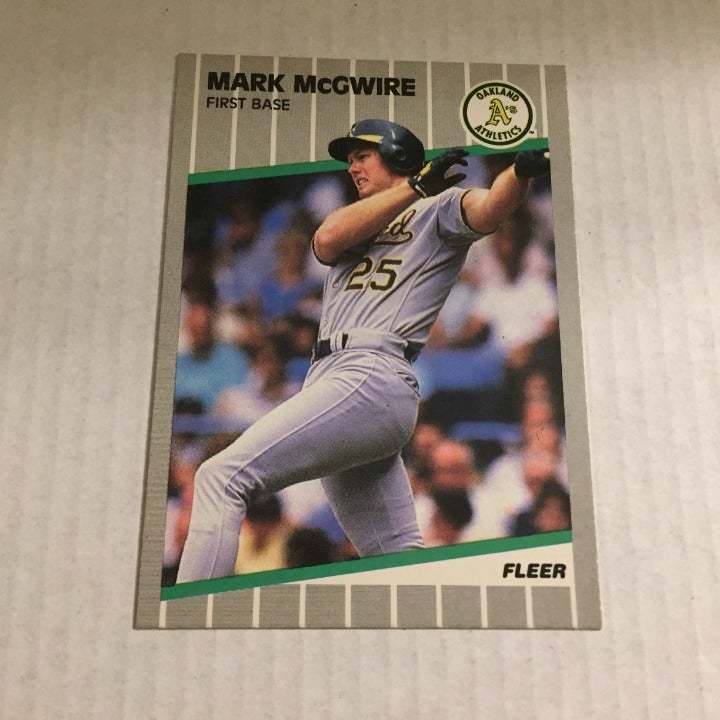 MARK McGWIRE
FIRST BASE
OAKLAND
A's
ATHLETICS
25
FLEER